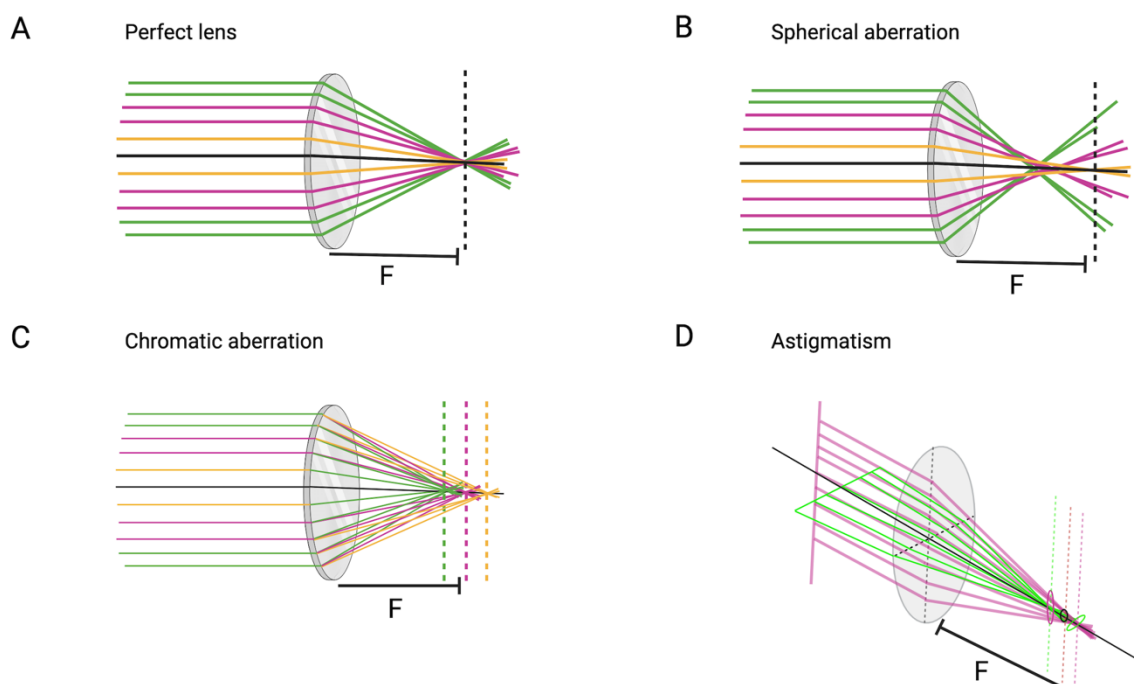 A Perfect lens
B Spherical aberration
F
F
C Chromatic aberration
D Astigmatism
F
F